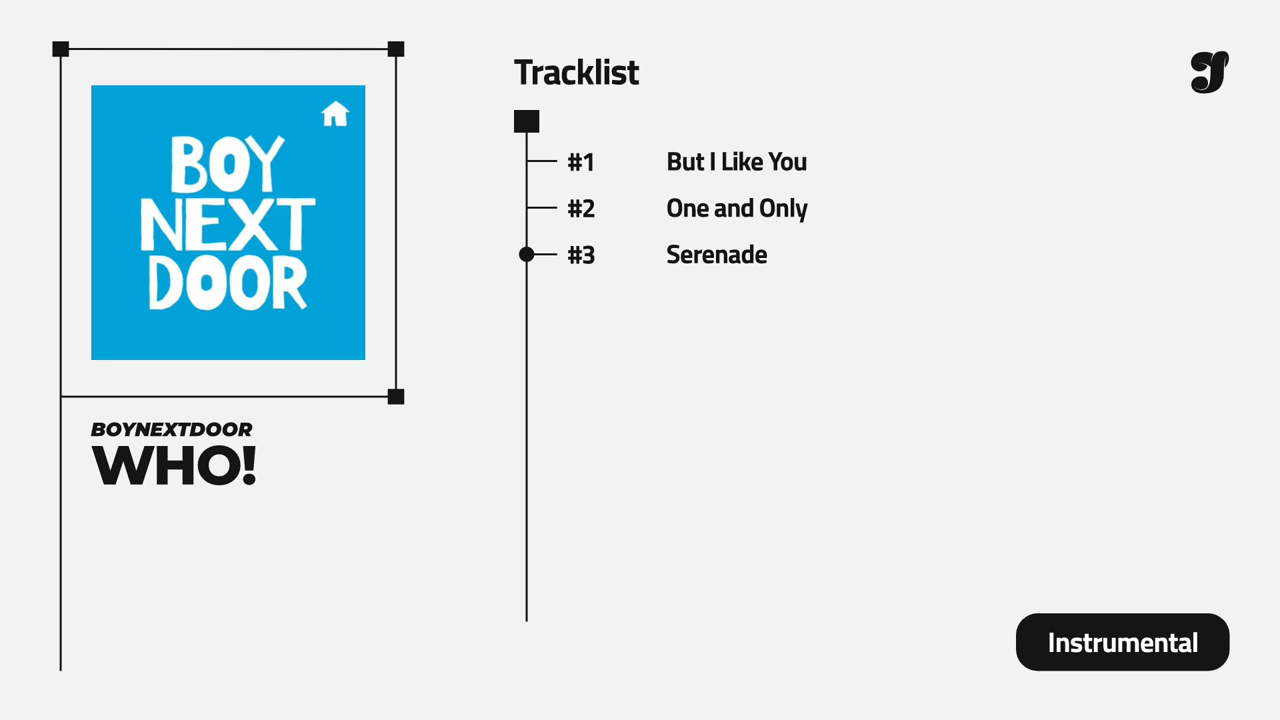 BOY
NEXT
DOOR
BOYNEXTDOOR
WHO!
Tracklist
#1 But I Like You
#2 One and Only
#3 Serenade
Instrumental